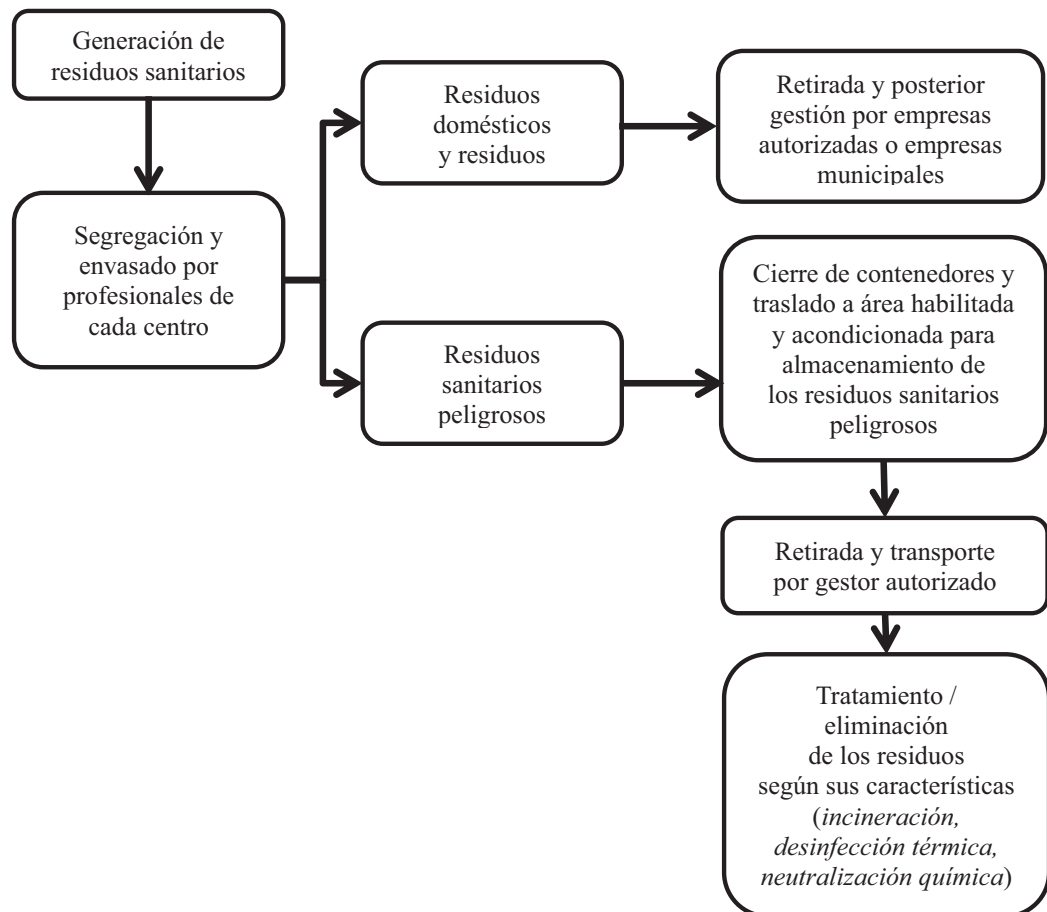 Generación de
residuos sanitarios
Segregación y
envasado por
profesionales de
cada centro
Residuos
domésticos
y residuos
Retirada y posterior
gestión por empresas
autorizadas o empresas
municipales
Residuos
sanitarios
peligrosos
Cierre de contenedores y
traslado a área habilitada
y acondicionada para
almacenamiento de
los residuos sanitarios
peligrosos
Retirada y transporte
por gestor autorizado
Tratamiento /
eliminación
de los residuos
según sus características
(incineración,
desinfección térmica,
neutralización química)